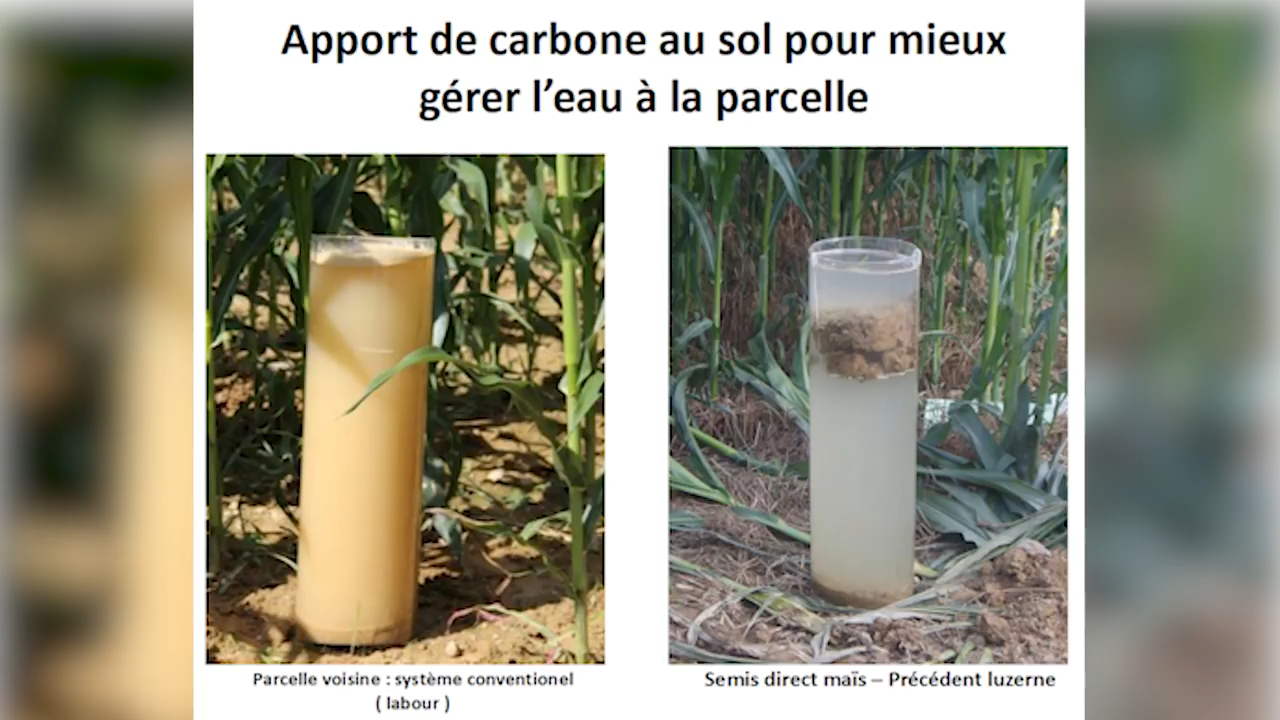 Apport de carbone au sol pour mieux
gérer l’eau à la parcelle
Parcelle voisine : système conventionel
( labour )
Semis direct maïs – Précédent luzerne